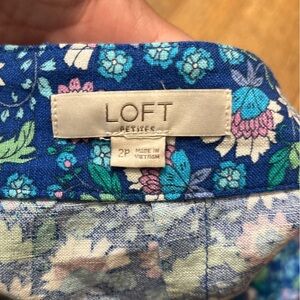 LOFT
PETITES
2P
MADE IN
VIETNAM